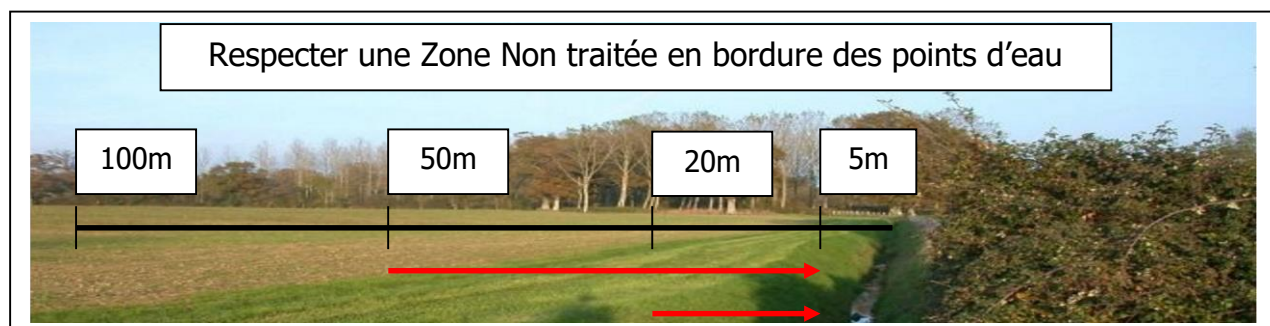 Respecter une Zone Non traitée en bordure des points d’eau
100m
50m
20m
5m